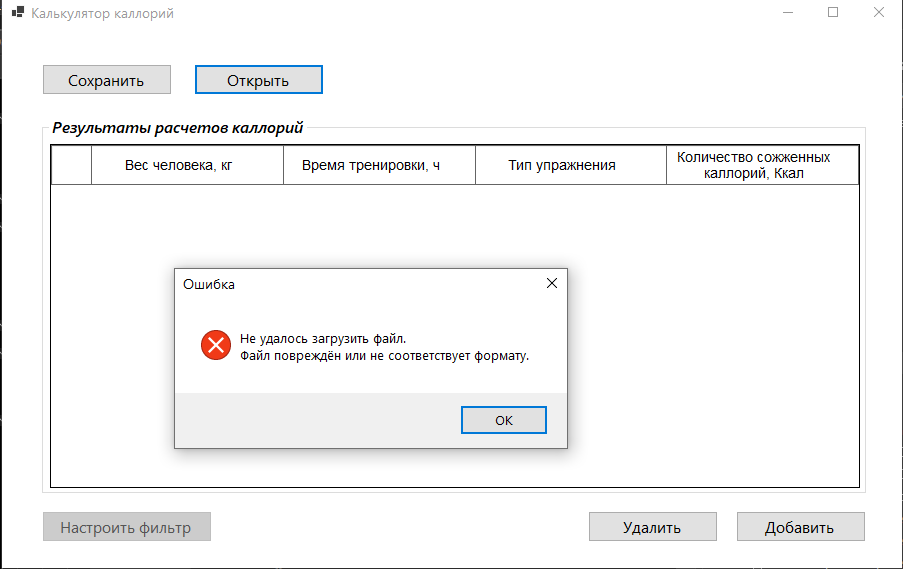 Калькулятор каллорий
Сохранить
Открыть
Результаты расчетов каллорий
Вес человека, кг
Время тренировки, ч
Тип упражнения
Количество сожженных
каллорий, Ккал
Ошибка
Не удалось загрузить файл.
Файл повреждён или не соответствует формату.
ОК
Настроить фильтр
Удалить
Добавить